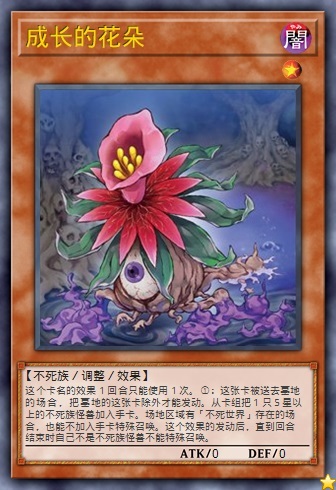 成长的花朵
闇
【不死族／调整／效果】
这个卡名的效果１回合只能使用１次。①：这张卡被送去墓地
的场合，把墓地的这张卡除外才能发动。从卡组把１只５星以
上的不死族怪兽加入手卡。场地区域有「不死世界」存在的场
合，也能不加入手卡特殊召唤。这个效果的发动后，直到回合
结束时自己不是不死族怪兽不能特殊召唤。
ATK/0 DEF/0